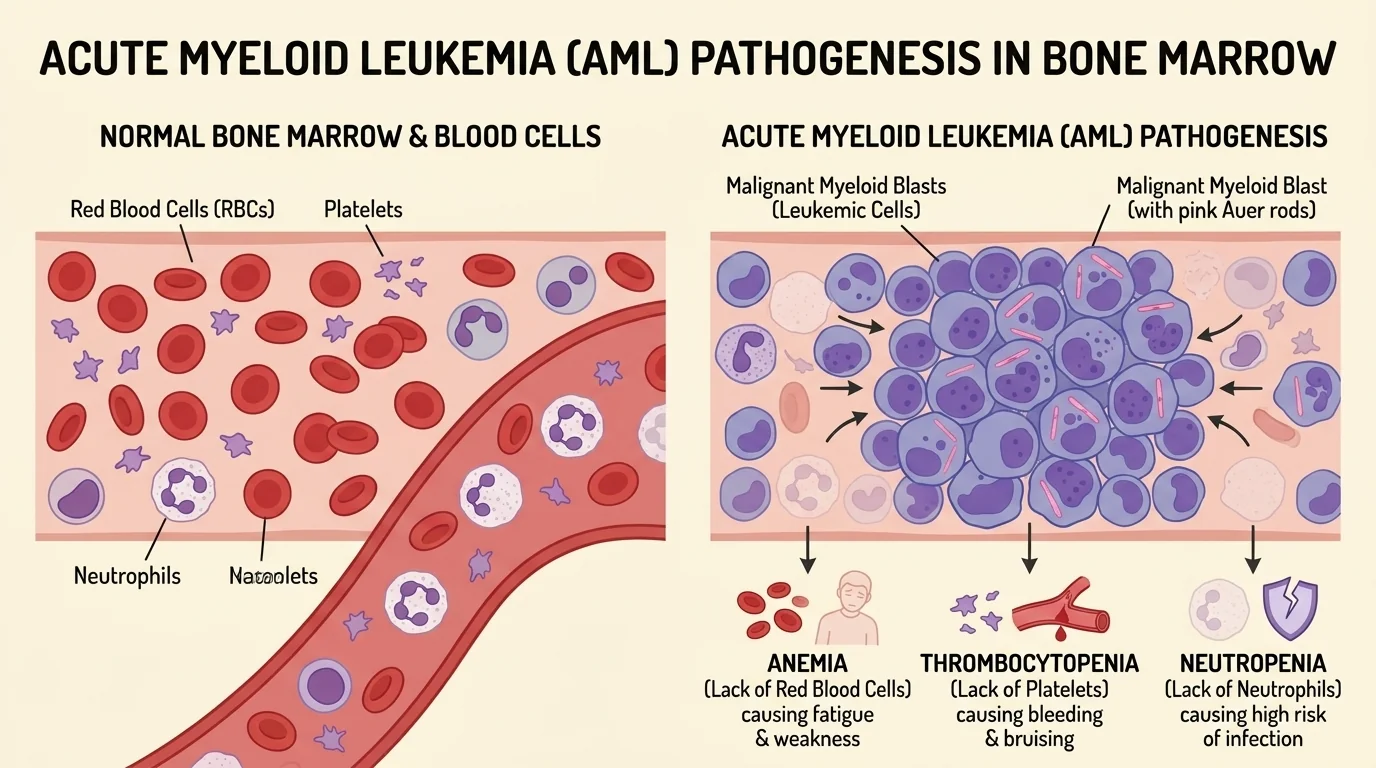 ACUTE MYELOID LEUKEMIA (AML) PATHOGENESIS IN BONE MARROW
NORMAL BONE MARROW & BLOOD CELLS
Red Blood Cells (RBCs)
Platelets
Neutrophils
ACUTE MYELOID LEUKEMIA (AML) PATHOGENESIS
Malignant Myeloid Blasts
(Leukemic Cells)
Malignant Myeloid Blast
(with pink Auer rods)
ANEMIA
(Lack of Red Blood Cells)
causing fatigue
& weakness
THROMBOCYTOPENIA
(Lack of Platelets)
causing bleeding
& bruising
NEUTROPENIA
(Lack of Neutrophils)
causing high risk
of infection